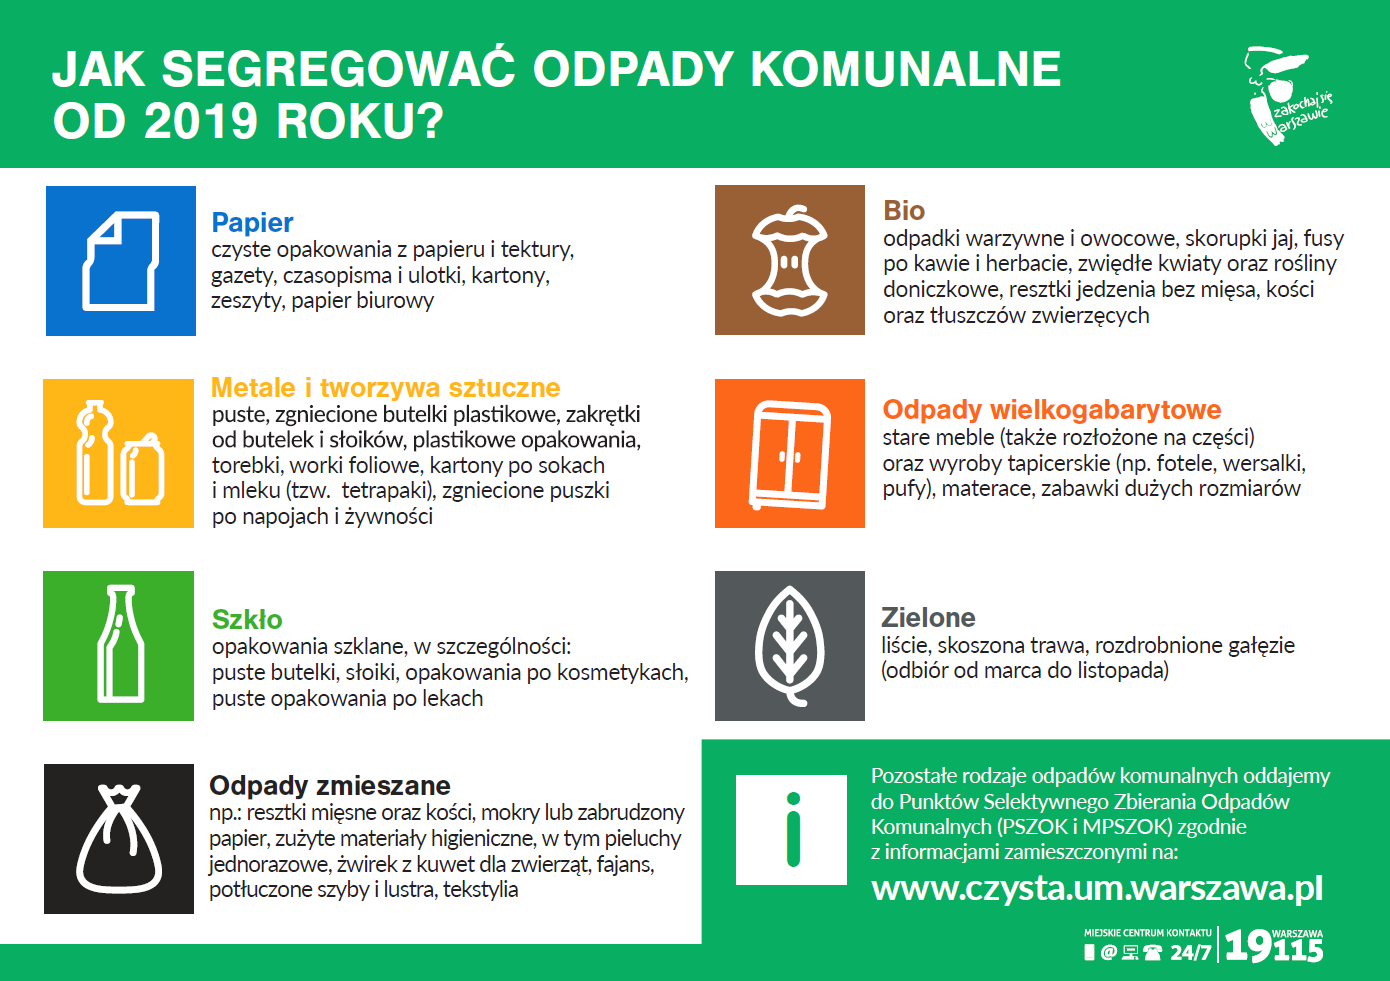 JAK SEGREGOWAĆ ODPADY KOMUNALNE
OD 2019 ROKU?
zakochaj się
w warszawie
Papier
czyste opakowania z papieru i tektury,
gazety, czasopisma i ulotki, kartony,
zeszyty, papier biurowy
Metale i tworzywa sztuczne
puste, zgniecione butelki plastikowe, zakrętki
od butelek i słoików, plastikowe opakowania,
torebki, worki foliowe, kartony po sokach
i mleku (tzw. tetrapaki), zgniecione puszki
po napojach i żywności
Szkło
opakowania szklane, w szczególności:
puste butelki, słoiki, opakowania po kosmetykach,
puste opakowania po lekach
Odpady zmieszane
np.: resztki mięsne oraz kości, mokry lub zabrudzony
papier, zużyte materiały higieniczne, w tym pieluchy
jednorazowe, żwirek z kuwet dla zwierząt, fajans,
potłuczone szyby i lustra, tekstylia
Bio
odpadki warzywne i owocowe, skorupki jaj, fusy
po kawie i herbacie, zwiędłe kwiaty oraz rośliny
doniczkowe, resztki jedzenia bez mięsa, kości
oraz tłuszczów zwierzęcych
Odpady wielkogabarytowe
stare meble (także rozłożone na części)
oraz wyroby tapicerskie (np. fotele, wersalki,
pufy), materace, zabawki dużych rozmiarów
Zielone
liście, skoszona trawa, rozdrobnione gałęzie
(odbiór od marca do listopada)
i
Pozostałe rodzaje odpadów komunalnych oddajemy
do Punktów Selektywnego Zbierania Odpadów
Komunalnych (PSZOK i MPSZOK) zgodnie
z informacjami zamieszczonymi na:
www.czysta.um.warszawa.pl
MIEJSKIE CENTRUM KONTAKTU
@ 24/7
WARSZAWA
19115